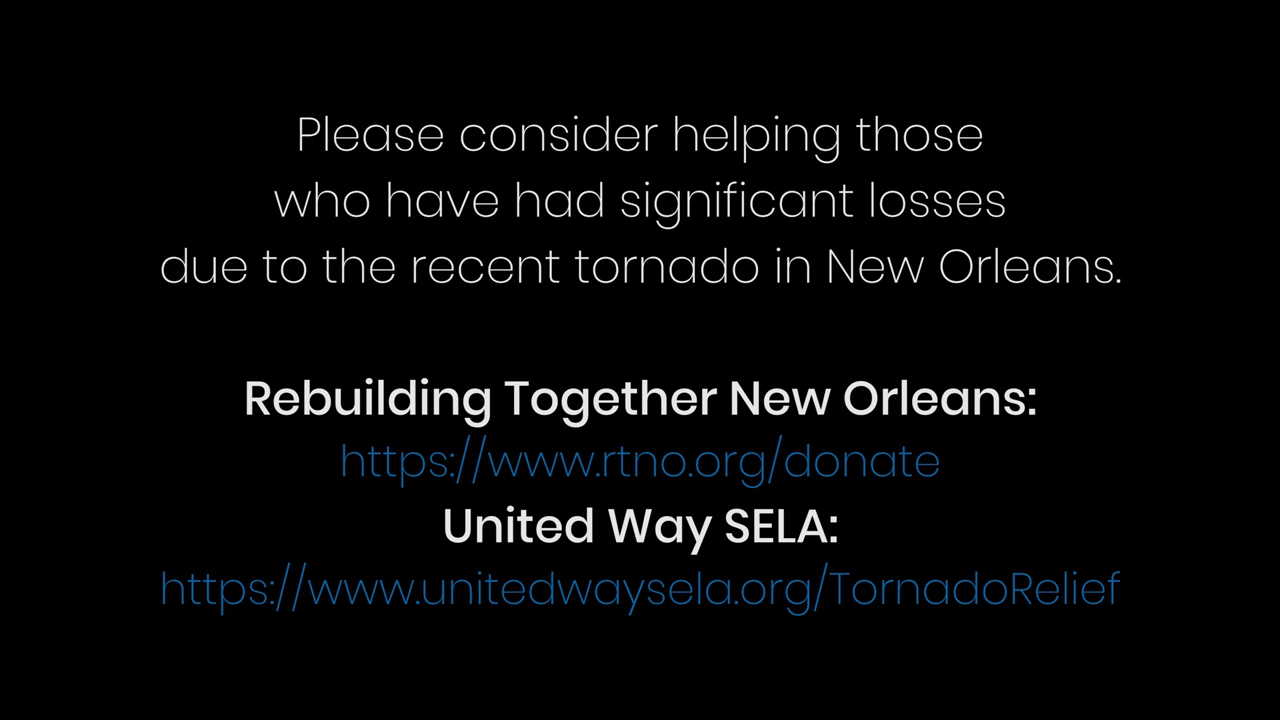 Please consider helping those
who have had significant losses
due to the recent tornado in New Orleans.
Rebuilding Together New Orleans:
https://www.rtno.org/donate
United Way SELA:
https://www.unitedwaysela.org/TornadoRelief